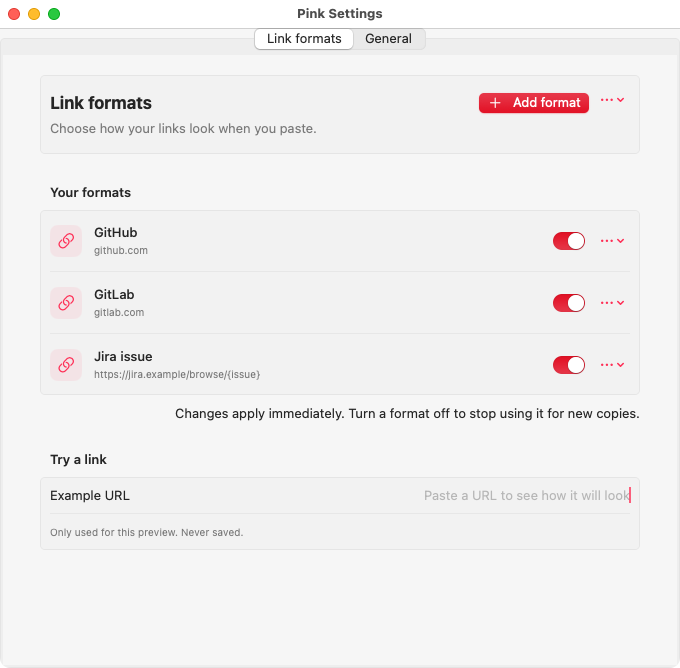 Pink Settings
Link formats
General
Link formats
Add format
Choose how your links look when you paste.
Your formats
GitHub
github.com
GitLab
gitlab.com
Jira issue
https://jira.example/browse/{issue}
Changes apply immediately. Turn a format off to stop using it for new copies.
Try a link
Example URL
Paste a URL to see how it will look
Only used for this preview. Never saved.